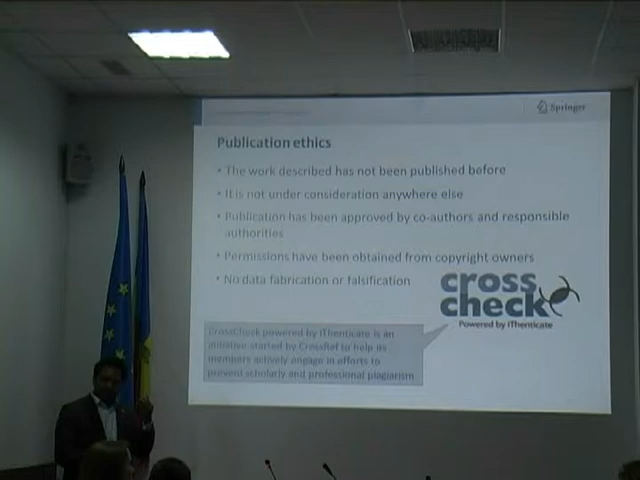 Springer
Publication ethics
• The work described has not been published before
• It is not under consideration anywhere else
• Publication has been approved by co-authors and responsible
authorities
• Permissions have been obtained from copyright owners
• No data fabrication or falsification
cross
check
Powered by iThenticate
CrossCheck powered by iThenticate is an
initiative started by CrossRef to help its
members actively engage in efforts to
prevent scholarly and professional plagiarism